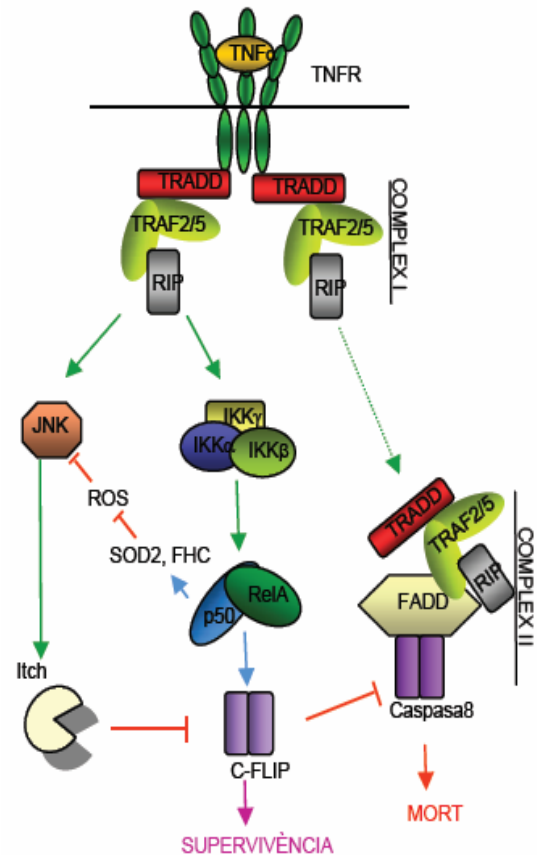 TNFα
TNFR
TRADD
TRADD
TRAF2/5
TRAF2/5
RIP
RIP
COMPLEX I
JNK
IKKγ
IKKα
IKKβ
ROS
SOD2, FHC
RelA
p50
TRADD
TRAF2/5
RIP
FADD
COMPLEX II
Itch
Caspasa8
C-FLIP
MORT
SUPERVIVÈNCIA